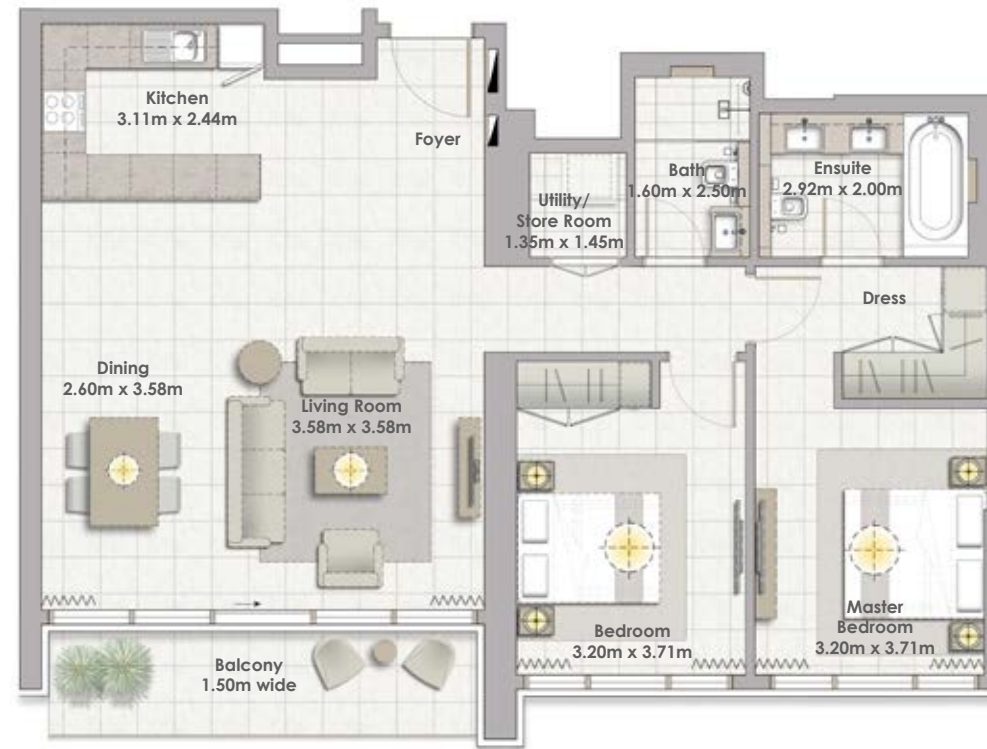 Kitchen
3.11m x 2.44m
Foyer
Utility/
Store Room
1.35m x 1.45m
Bath
1.60m x 2.50m
Ensuite
2.92m x 2.00m
Dress
Dining
2.60m x 3.58m
Living Room
3.58m x 3.58m
Bedroom
3.20m x 3.71m
Master
Bedroom
3.20m x 3.71m
Balcony
1.50m wide